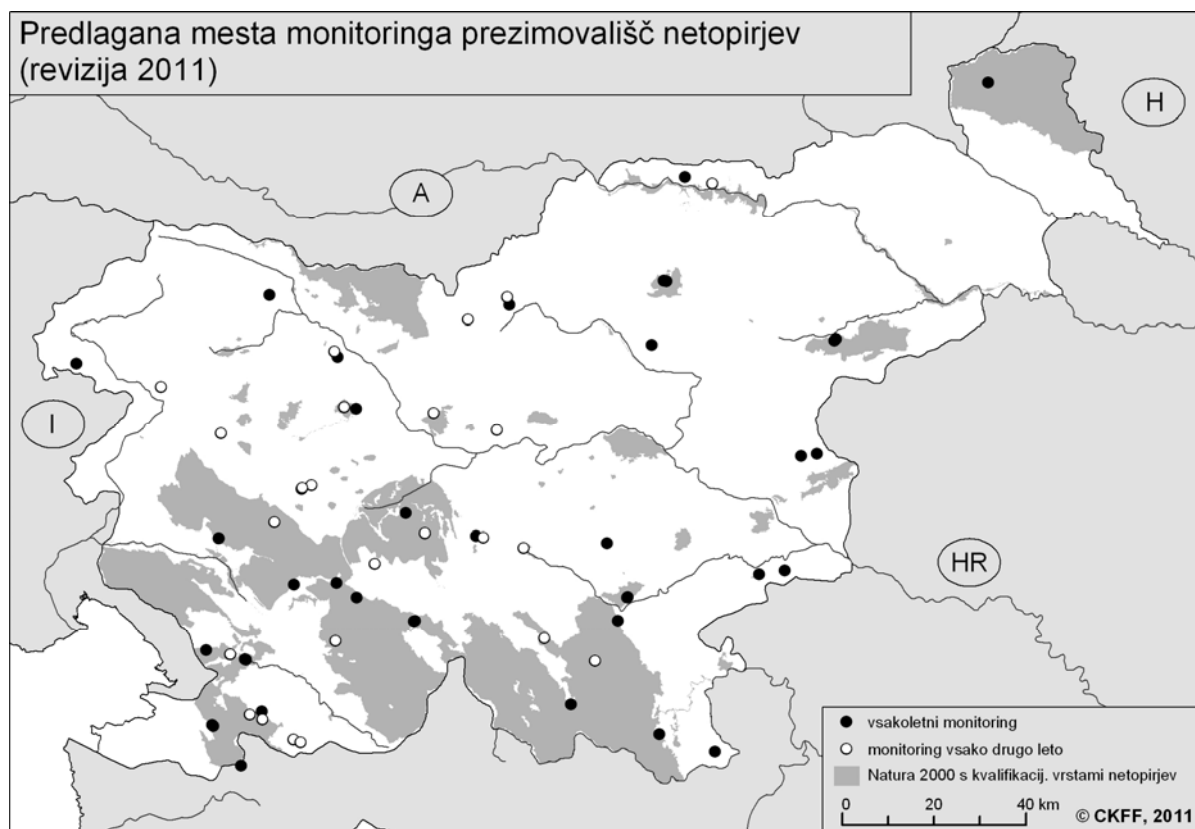 Predlagana mesta monitoringa prezimovališč netopirjev
(revizija 2011)
H
A
I
HR
vsakoletni monitoring
monitoring vsako drugo leto
Natura 2000 s kvalifikacij. vrstami netopirjev
0 20 40 km
© CKFF, 2011